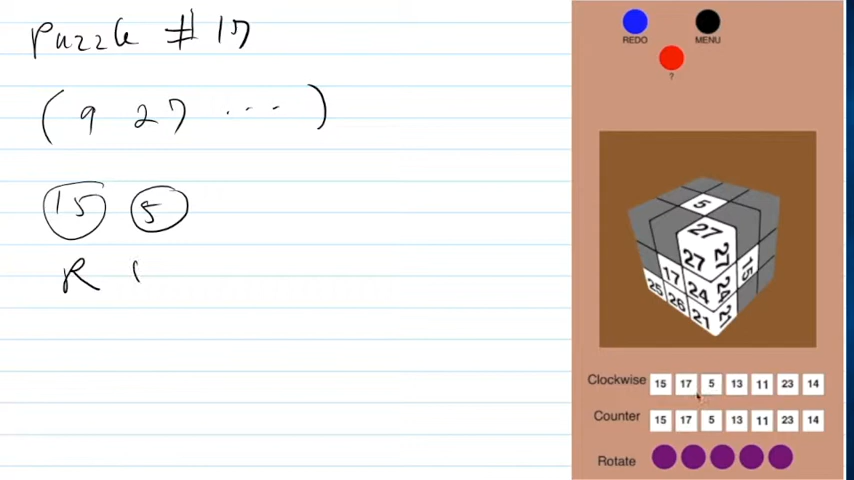 Puzzle # 17
( 9 27 ... )
15 5
R
REDO
MENU
?
5
27
27 27
17 24 24 15
25 26 21 21
Clockwise 15 17 5 13 11 23 14
Counter 15 17 5 13 11 23 14
Rotate